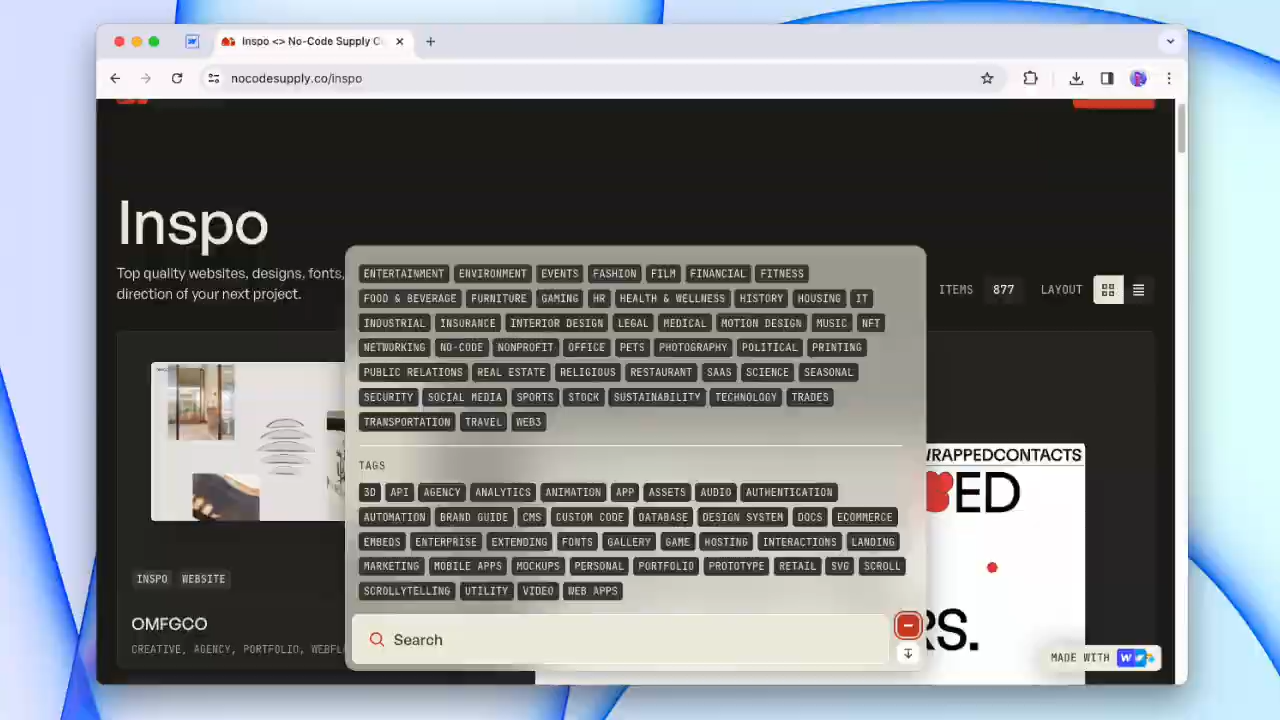 Inspo <> No-Code Supply C
nocodesupply.co/inspo
Inspo
Top quality websites, designs, fonts,
direction of your next project.
ITEMS 877 LAYOUT
ENTERTAINMENT ENVIRONMENT EVENTS FASHION FILM FINANCIAL FITNESS
FOOD & BEVERAGE FURNITURE GAMING HR HEALTH & WELLNESS HISTORY HOUSING IT
INDUSTRIAL INSURANCE INTERIOR DESIGN LEGAL MEDICAL MOTION DESIGN MUSIC NFT
NETWORKING NO-CODE NONPROFIT OFFICE PETS PHOTOGRAPHY POLITICAL PRINTING
PUBLIC RELATIONS REAL ESTATE RELIGIOUS RESTAURANT SAAS SCIENCE SEASONAL
SECURITY SOCIAL MEDIA SPORTS STOCK SUSTAINABILITY TECHNOLOGY TRADES
TRANSPORTATION TRAVEL WEB3
TAGS
3D API AGENCY ANALYTICS ANIMATION APP ASSETS AUDIO AUTHENTICATION
AUTOMATION BRAND GUIDE CMS CUSTOM CODE DATABASE DESIGN SYSTEM DOCS ECOMMERCE
EMBEDS ENTERPRISE EXTENDING FONTS GALLERY GAME HOSTING INTERACTIONS LANDING
MARKETING MOBILE APPS MOCKUPS PERSONAL PORTFOLIO PROTOTYPE RETAIL SVG SCROLL
SCROLLYTELLING UTILITY VIDEO WEB APPS
Search
INSPO WEBSITE
OMFGCO
CREATIVE, AGENCY, PORTFOLIO, WEBFL
WRAPPEDCONTACTS
ED
RS.
MADE WITH